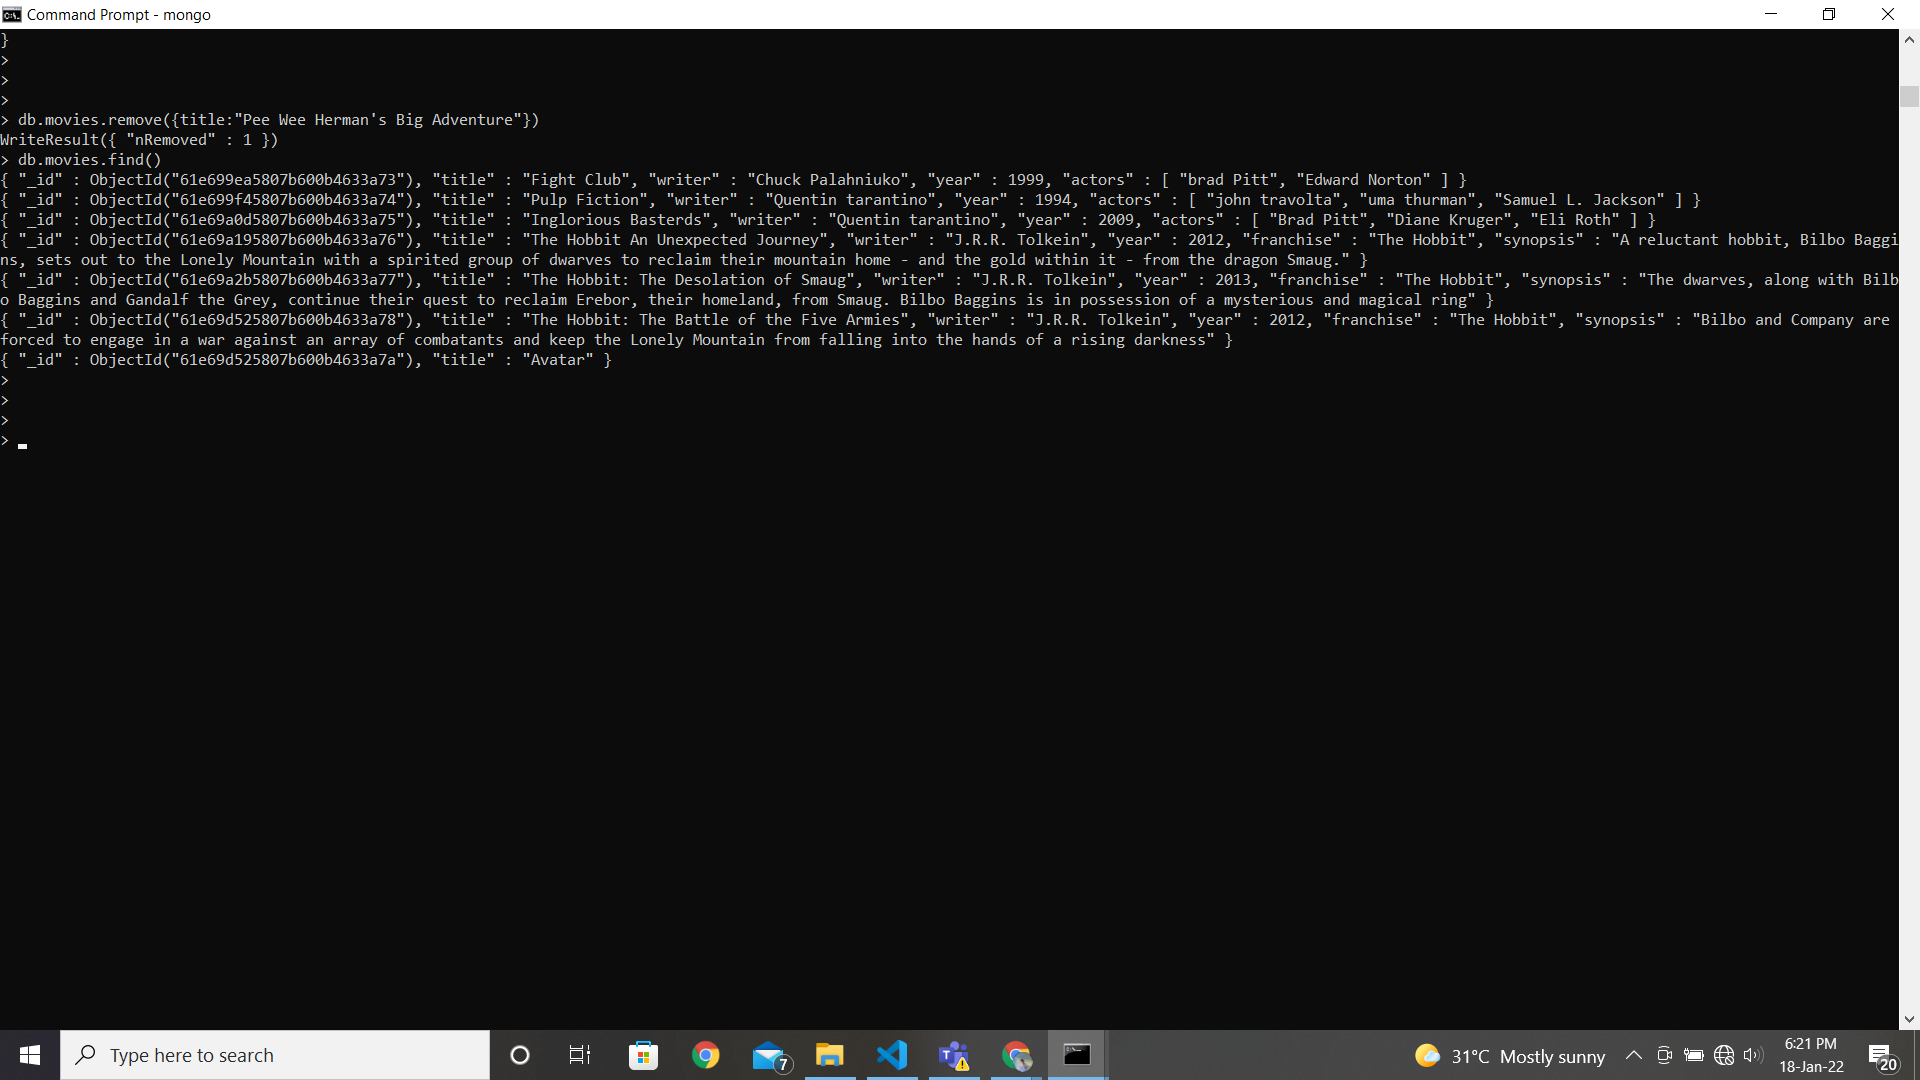 Command Prompt - mongo
}
>
>
>
> db.movies.remove({title:"Pee Wee Herman's Big Adventure"})
WriteResult({ "nRemoved" : 1 })
> db.movies.find()
{ "_id" : ObjectId("61e699ea5807b600b4633a73"), "title" : "Fight Club", "writer" : "Chuck Palahniuko", "year" : 1999, "actors" : [ "brad Pitt", "Edward Norton" ] }
{ "_id" : ObjectId("61e699f45807b600b4633a74"), "title" : "Pulp Fiction", "writer" : "Quentin tarantino", "year" : 1994, "actors" : [ "john travolta", "uma thurman", "Samuel L. Jackson" ] }
{ "_id" : ObjectId("61e69a0d5807b600b4633a75"), "title" : "Inglorious Basterds", "writer" : "Quentin tarantino", "year" : 2009, "actors" : [ "Brad Pitt", "Diane Kruger", "Eli Roth" ] }
{ "_id" : ObjectId("61e69a195807b600b4633a76"), "title" : "The Hobbit An Unexpected Journey", "writer" : "J.R.R. Tolkein", "year" : 2012, "franchise" : "The Hobbit", "synopsis" : "A reluctant hobbit, Bilbo Baggi
ns, sets out to the Lonely Mountain with a spirited group of dwarves to reclaim their mountain home - and the gold within it - from the dragon Smaug." }
{ "_id" : ObjectId("61e69a2b5807b600b4633a77"), "title" : "The Hobbit: The Desolation of Smaug", "writer" : "J.R.R. Tolkein", "year" : 2013, "franchise" : "The Hobbit", "synopsis" : "The dwarves, along with Bilb
o Baggins and Gandalf the Grey, continue their quest to reclaim Erebor, their homeland, from Smaug. Bilbo Baggins is in possession of a mysterious and magical ring" }
{ "_id" : ObjectId("61e69d525807b600b4633a78"), "title" : "The Hobbit: The Battle of the Five Armies", "writer" : "J.R.R. Tolkein", "year" : 2012, "franchise" : "The Hobbit", "synopsis" : "Bilbo and Company are
forced to engage in a war against an array of combatants and keep the Lonely Mountain from falling into the hands of a rising darkness" }
{ "_id" : ObjectId("61e69d525807b600b4633a7a"), "title" : "Avatar" }
>
>
>
>
Type here to search
7
31°C Mostly sunny
6:21 PM
18-Jan-22
20